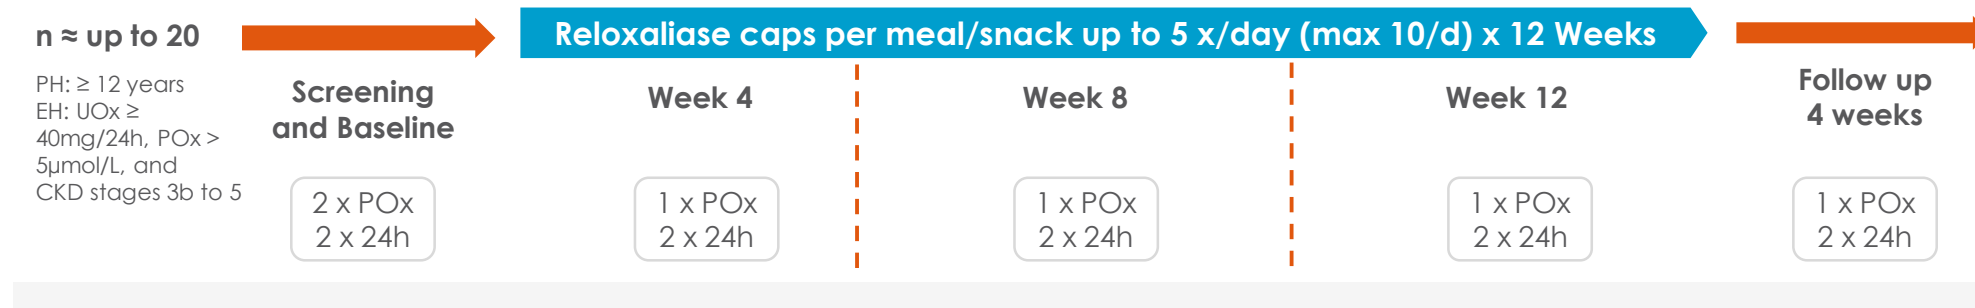 n ≈ up to 20
PH: ≥ 12 years
EH: UOx ≥
40mg/24h, POx >
5µmol/L, and
CKD stages 3b to 5
Reloxaliase caps per meal/snack up to 5 x/day (max 10/d) x 12 Weeks
Screening
and Baseline
2 x POx
2 x 24h
Week 4
1 x POx
2 x 24h
Week 8
1 x POx
2 x 24h
Week 12
1 x POx
2 x 24h
Follow up
4 weeks
1 x POx
2 x 24h